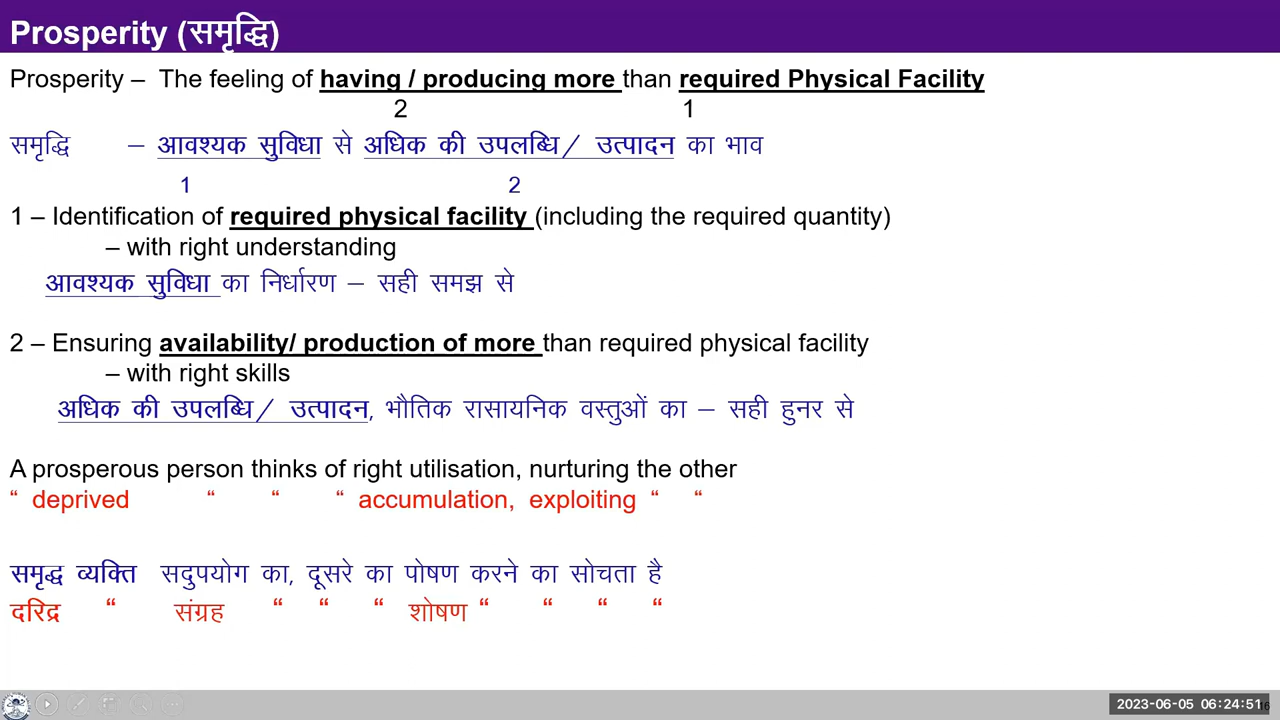 Prosperity (समृद्धि)
Prosperity – The feeling of having / producing more than required Physical Facility
2 1
समृद्धि – आवश्यक सुविधा से अधिक की उपलब्धि/ उत्पादन का भाव
1 2
1 – Identification of required physical facility (including the required quantity)
– with right understanding
आवश्यक सुविधा का निर्धारण – सही समझ से
2 – Ensuring availability/ production of more than required physical facility
– with right skills
अधिक की उपलब्धि/ उत्पादन, भौतिक रासायनिक वस्तुओं का – सही हुनर से
A prosperous person thinks of right utilisation, nurturing the other
“ deprived “ “ “ accumulation, exploiting “ “
समृद्ध व्यक्ति सदुपयोग का, दूसरे का पोषण करने का सोचता है
दरिद्र “ संग्रह “ “ “ शोषण “ “ “ “
2023-06-05 06:24:51
16